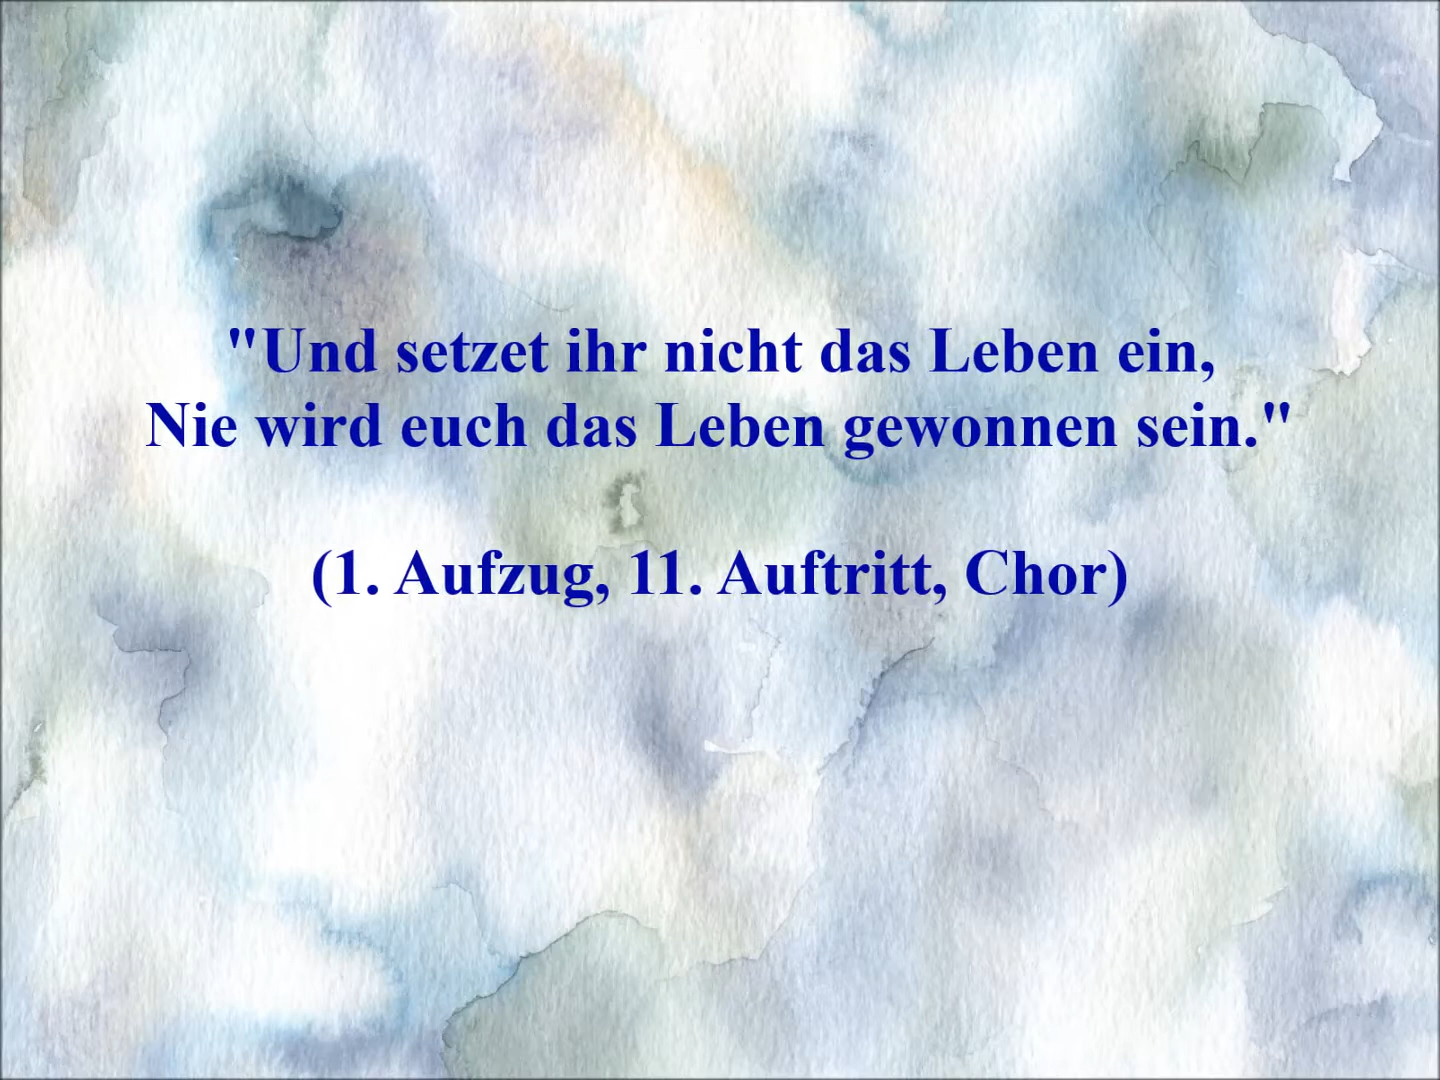 "Und setzet ihr nicht das Leben ein,
Nie wird euch das Leben gewonnen sein."
(1. Aufzug, 11. Auftritt, Chor)